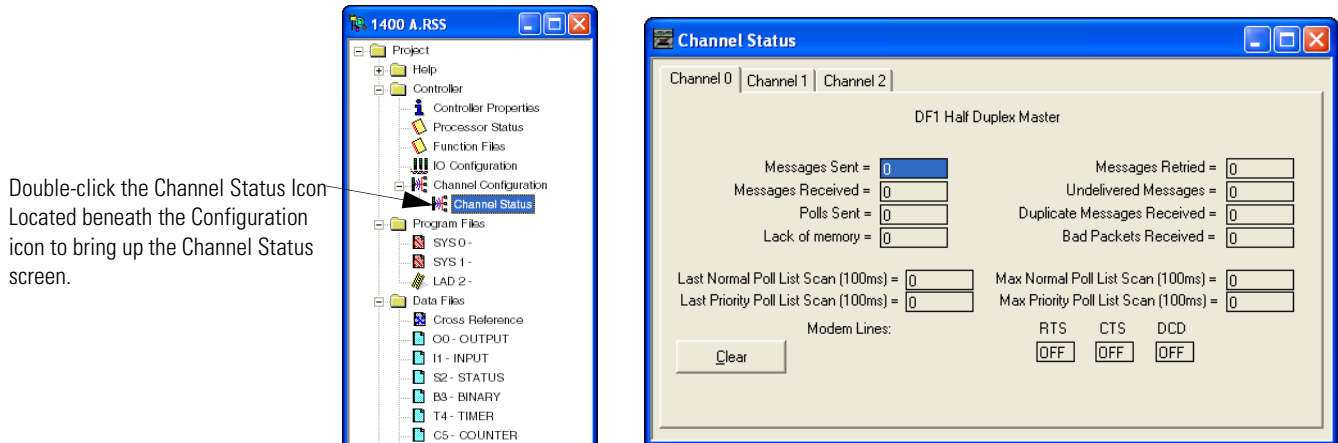 Double-click the Channel Status Icon
Located beneath the Configuration
icon to bring up the Channel Status
screen.
1400 A.RSS
Project
Help
Controller
Controller Properties
Processor Status
Function Files
IO Configuration
Channel Configuration
Channel Status
Program Files
SYS 0 -
SYS 1 -
LAD 2 -
Data Files
Cross Reference
O0 - OUTPUT
I1 - INPUT
S2 - STATUS
B3 - BINARY
T4 - TIMER
C5 - COUNTER
Channel Status
Channel 0 Channel 1 Channel 2
DF1 Half Duplex Master
Messages Sent = 0 Messages Retried = 0
Messages Received = 0 Undelivered Messages = 0
Polls Sent = 0 Duplicate Messages Received = 0
Lack of memory = 0 Bad Packets Received = 0
Last Normal Poll List Scan (100ms) = 0 Max Normal Poll List Scan (100ms) = 0
Last Priority Poll List Scan (100ms) = 0 Max Priority Poll List Scan (100ms) = 0
Modem Lines: RTS CTS DCD
Clear OFF OFF OFF